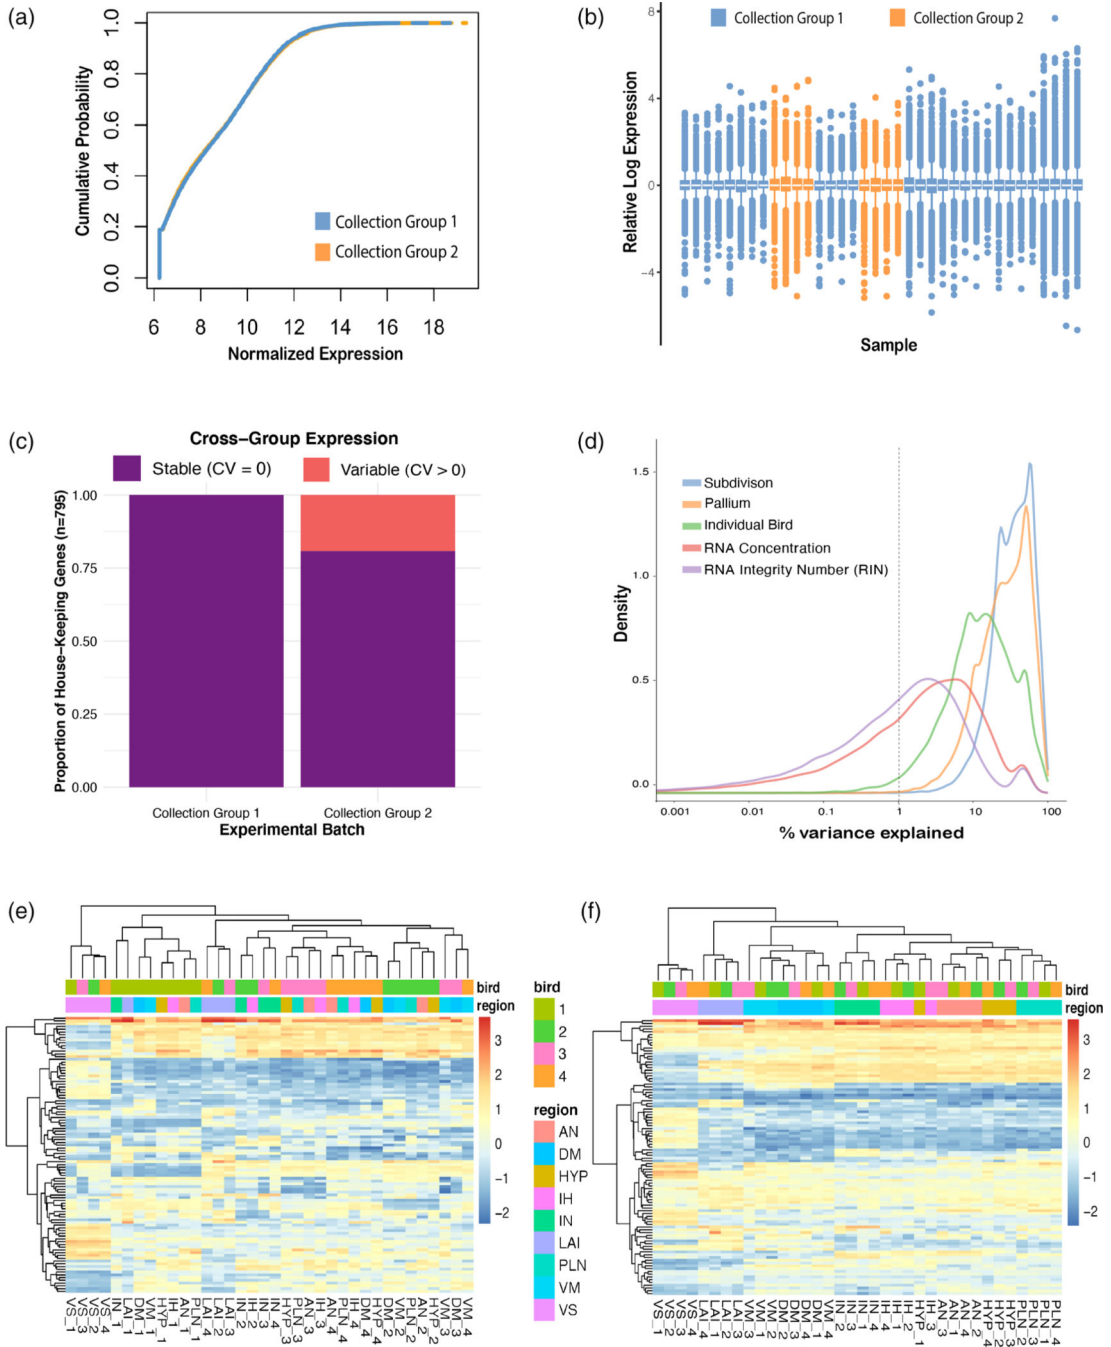 (a)
1.0
0.8
0.6
0.4
0.2
0.0
Cumulative Probability
Collection Group 1
Collection Group 2
6 8 10 12 14 16 18
Normalized Expression
(b)
Collection Group 1
Collection Group 2
8
4
0
−4
Relative Log Expression
Sample
(c)
Cross−Group Expression
Stable (CV = 0)
Variable (CV > 0)
1.00
0.75
0.50
0.25
0.00
Proportion of House−Keeping Genes (n=795)
Collection Group 1
Collection Group 2
Experimental Batch
(d)
Subdivison
Pallium
Individual Bird
RNA Concentration
RNA Integrity Number (RIN)
1.5
1.0
0.5
0.0
Density
0.001 0.01 0.1 1 10 100
% variance explained
(e)
bird
region
3
2
1
0
−1
−2
bird
1
2
3
4
region
AN
DM
HYP
IH
IN
LAI
PLN
VM
VS
(f)
bird
region
3
2
1
0
−1
−2